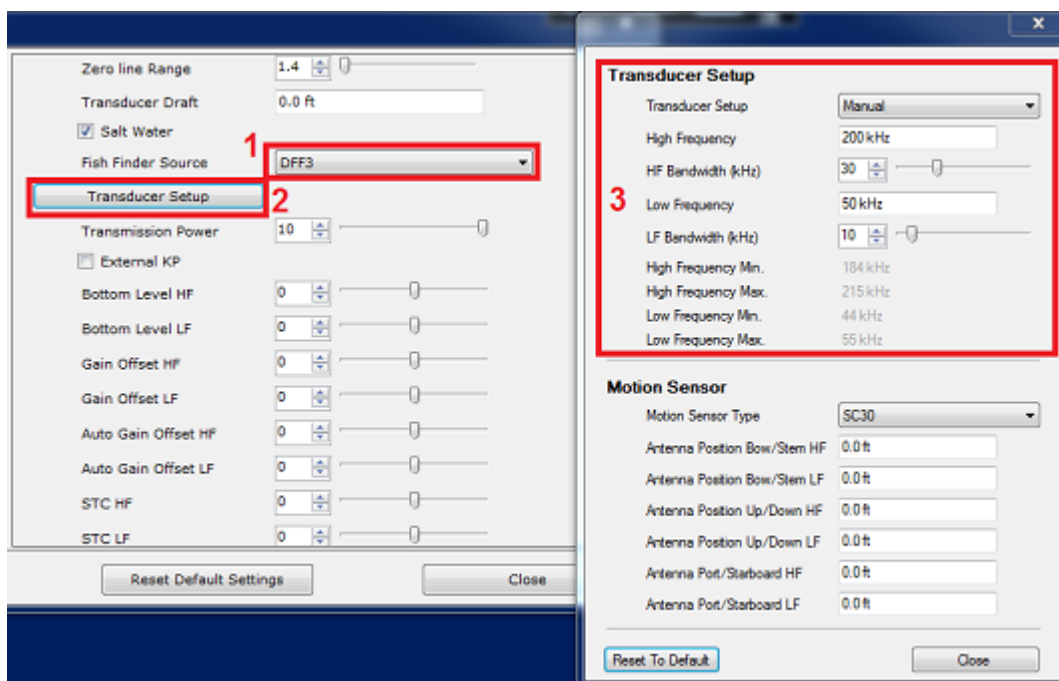 Zero line Range 1.4
Transducer Draft 0.0 ft
Salt Water
1
Fish Finder Source DFF3
Transducer Setup 2
Transmission Power 10
External KP
Bottom Level HF 0
Bottom Level LF 0
Gain Offset HF 0
Gain Offset LF 0
Auto Gain Offset HF 0
Auto Gain Offset LF 0
STC HF 0
STC LF 0
Reset Default Settings Close
x
Transducer Setup
Transducer Setup Manual
High Frequency 200 kHz
HF Bandwidth (kHz) 30
3 Low Frequency 50 kHz
LF Bandwidth (kHz) 10
High Frequency Min. 184 kHz
High Frequency Max. 215 kHz
Low Frequency Min. 44 kHz
Low Frequency Max. 55 kHz
Motion Sensor
Motion Sensor Type SC30
Antenna Position Bow/Stern HF 0.0 ft
Antenna Position Bow/Stern LF 0.0 ft
Antenna Position Up/Down HF 0.0 ft
Antenna Position Up/Down LF 0.0 ft
Antenna Port/Starboard HF 0.0 ft
Antenna Port/Starboard LF 0.0 ft
Reset To Default Close